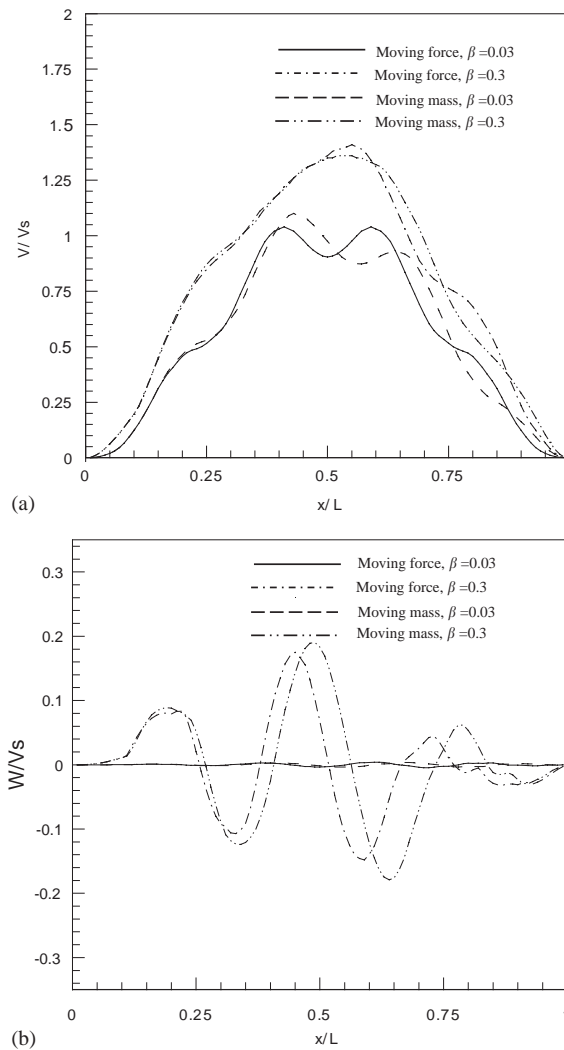 2
1.75
1.5
1.25
1
0.75
0.5
0.25
0
V/ Vs
Moving force, β =0.03
Moving force, β =0.3
Moving mass, β =0.03
Moving mass, β =0.3
0
0.25
0.5
0.75
x/ L
(a)
0.3
0.2
0.1
0
-0.1
-0.2
-0.3
W/Vs
Moving force, β =0.03
Moving force, β =0.3
Moving mass, β =0.03
Moving mass, β =0.3
0
0.25
0.5
0.75
x/ L
(b)